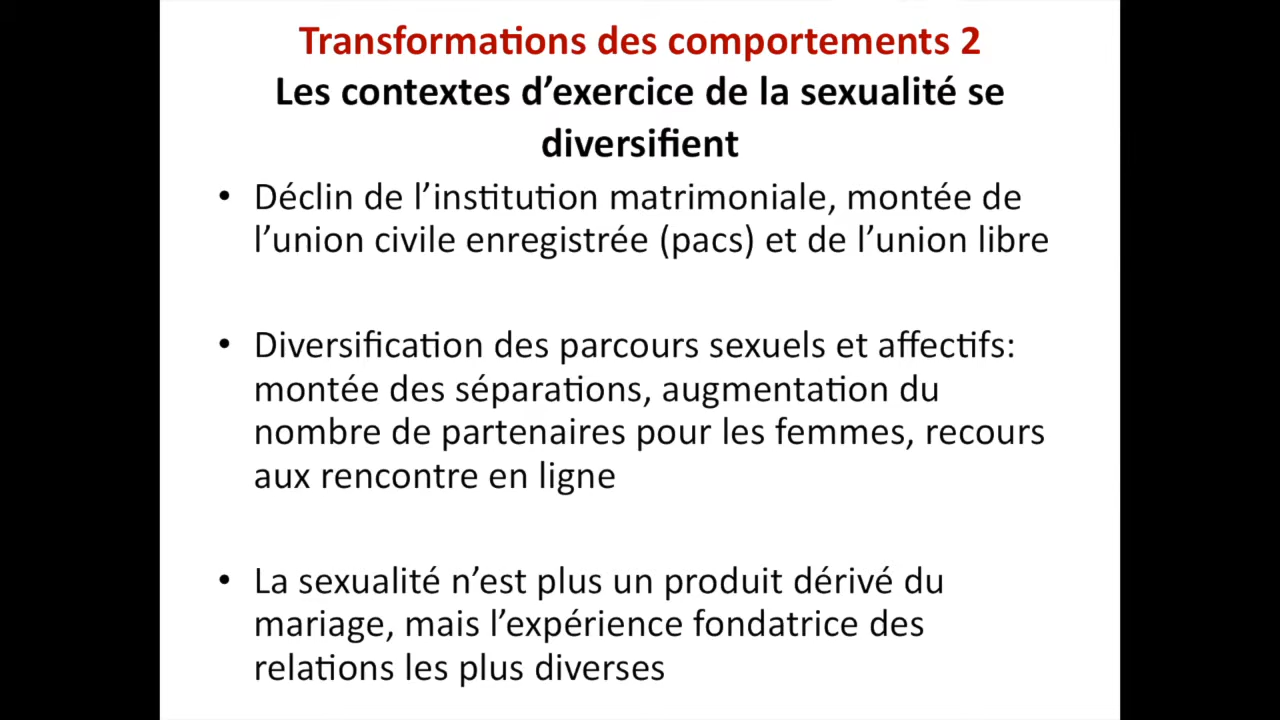 Transformations des comportements 2
Les contextes d’exercice de la sexualité se
diversifient
• Déclin de l’institution matrimoniale, montée de
l’union civile enregistrée (pacs) et de l’union libre
• Diversification des parcours sexuels et affectifs:
montée des séparations, augmentation du
nombre de partenaires pour les femmes, recours
aux rencontre en ligne
• La sexualité n’est plus un produit dérivé du
mariage, mais l’expérience fondatrice des
relations les plus diverses